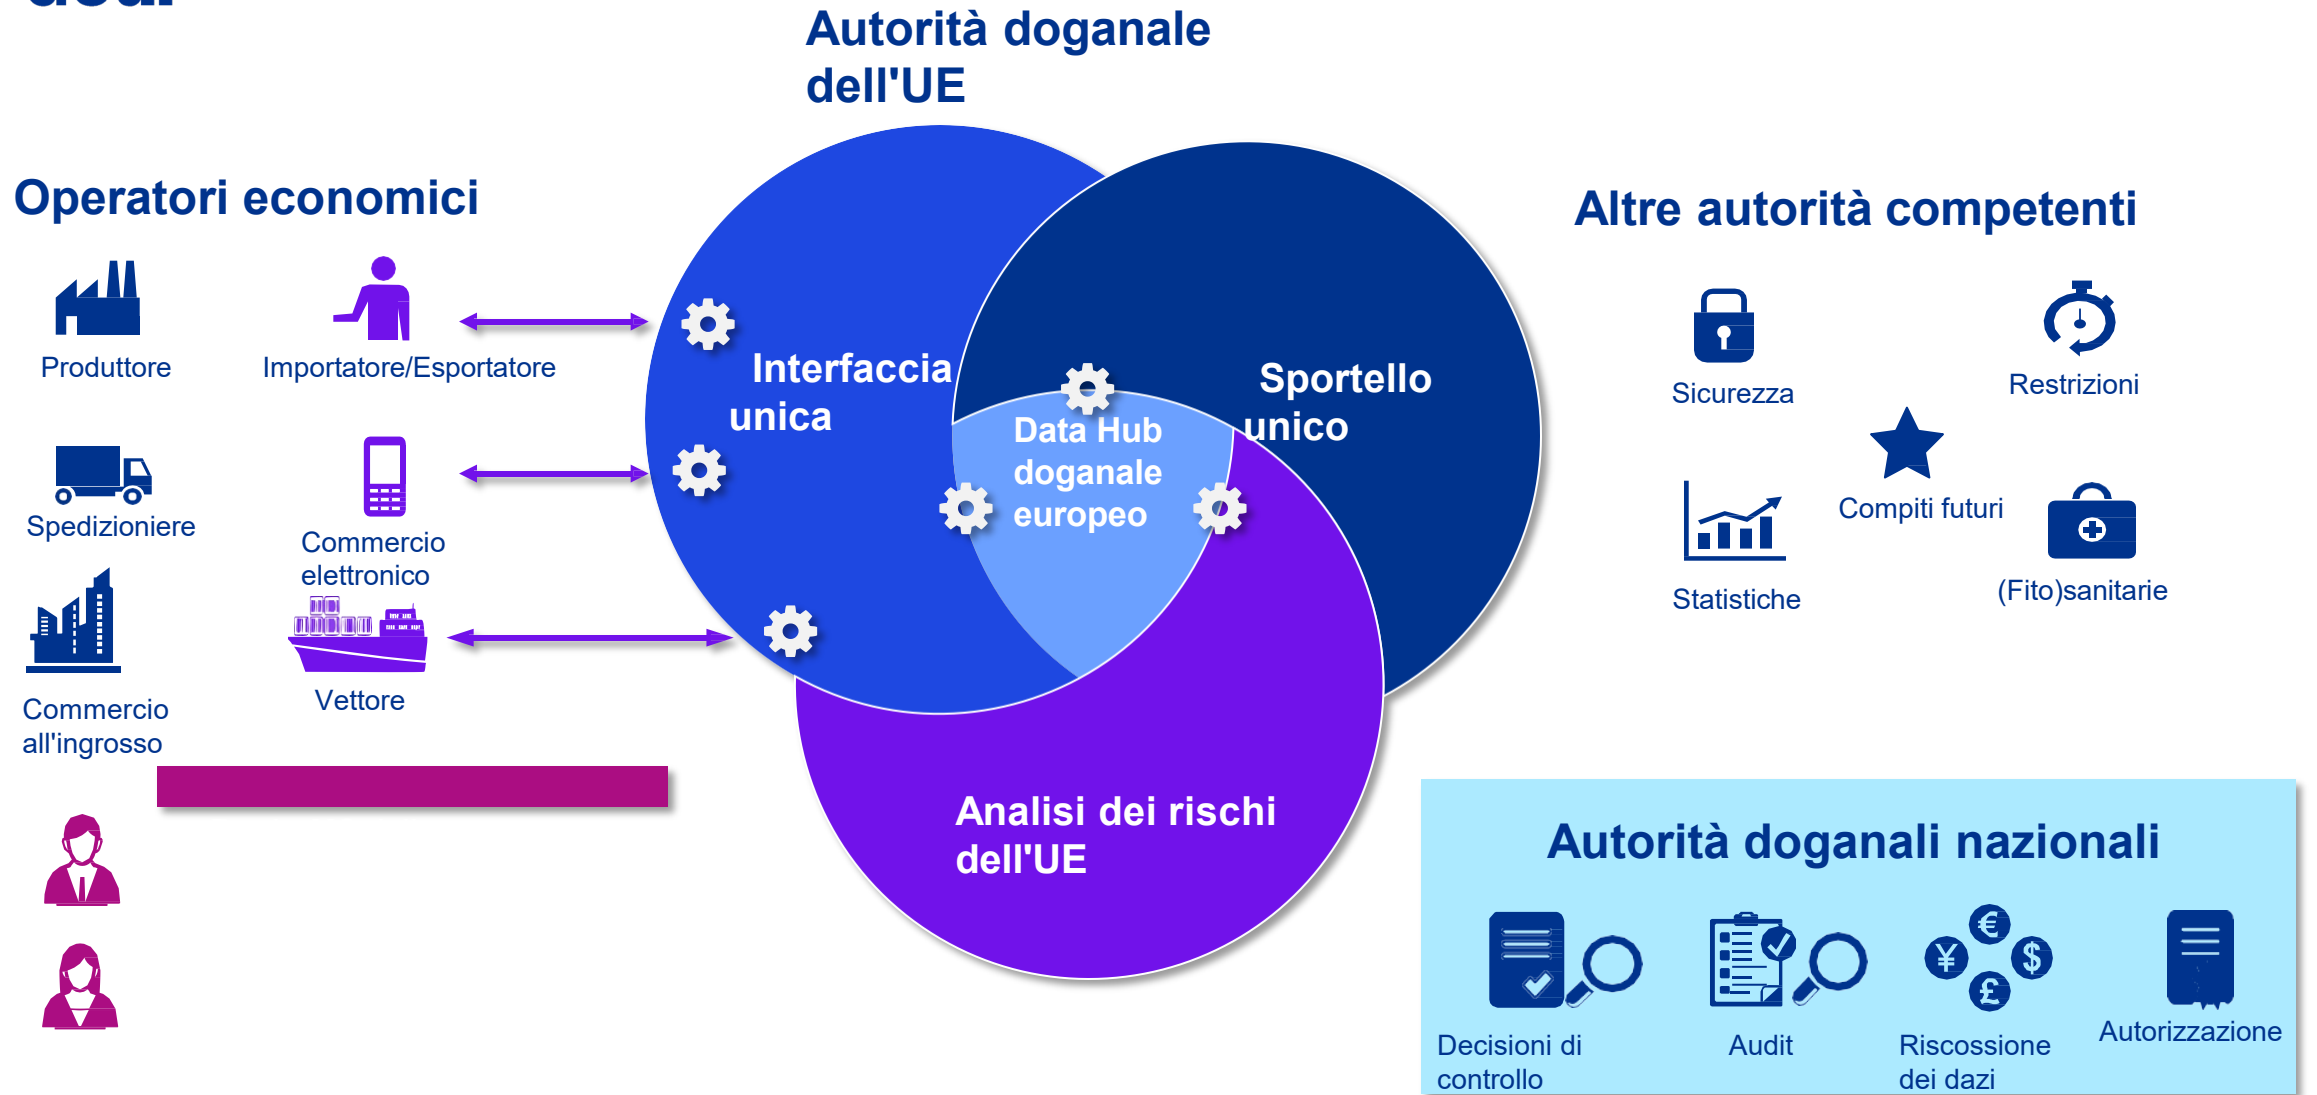 Autorità doganale
dell'UE
Operatori economici
Altre autorità competenti
Produttore
Importatore/Esportatore
Spedizioniere
Commercio
elettronico
Commercio
all'ingrosso
Vettore
Interfaccia
unica
Sportello
unico
Data Hub
doganale
europeo
Analisi dei rischi
dell'UE
Sicurezza
Restrizioni
Compiti futuri
Statistiche
(Fito)sanitarie
Autorità doganali nazionali
Decisioni di
controllo
Audit
Riscossione
dei dazi
Autorizzazione